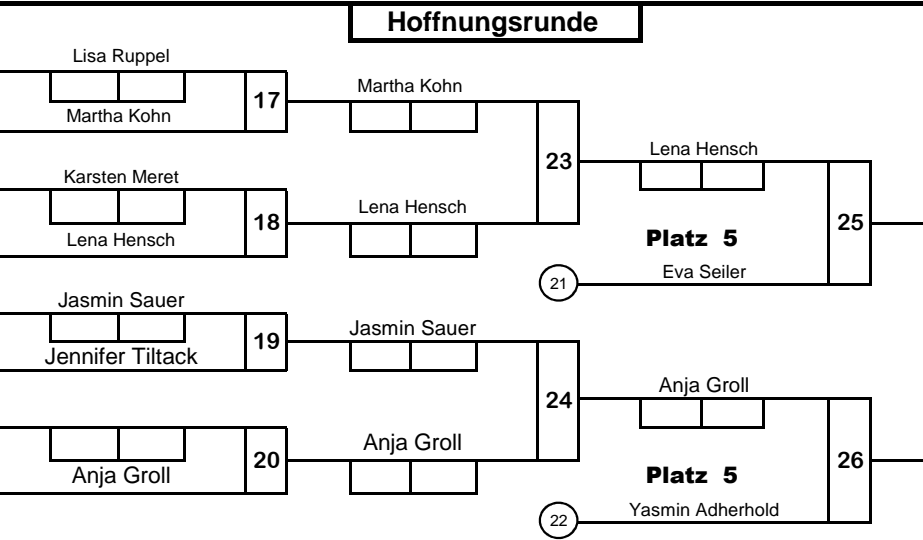 Hoffnungsrunde
Lisa Ruppel
17
Martha Kohn
Martha Kohn
23
Karsten Meret
18
Lena Hensch
Lena Hensch
Lena Hensch
25
Platz 5
21
Eva Seiler
Jasmin Sauer
19
Jennifer Tiltack
Jasmin Sauer
24
20
Anja Groll
Anja Groll
Anja Groll
26
Platz 5
22
Yasmin Adherhold